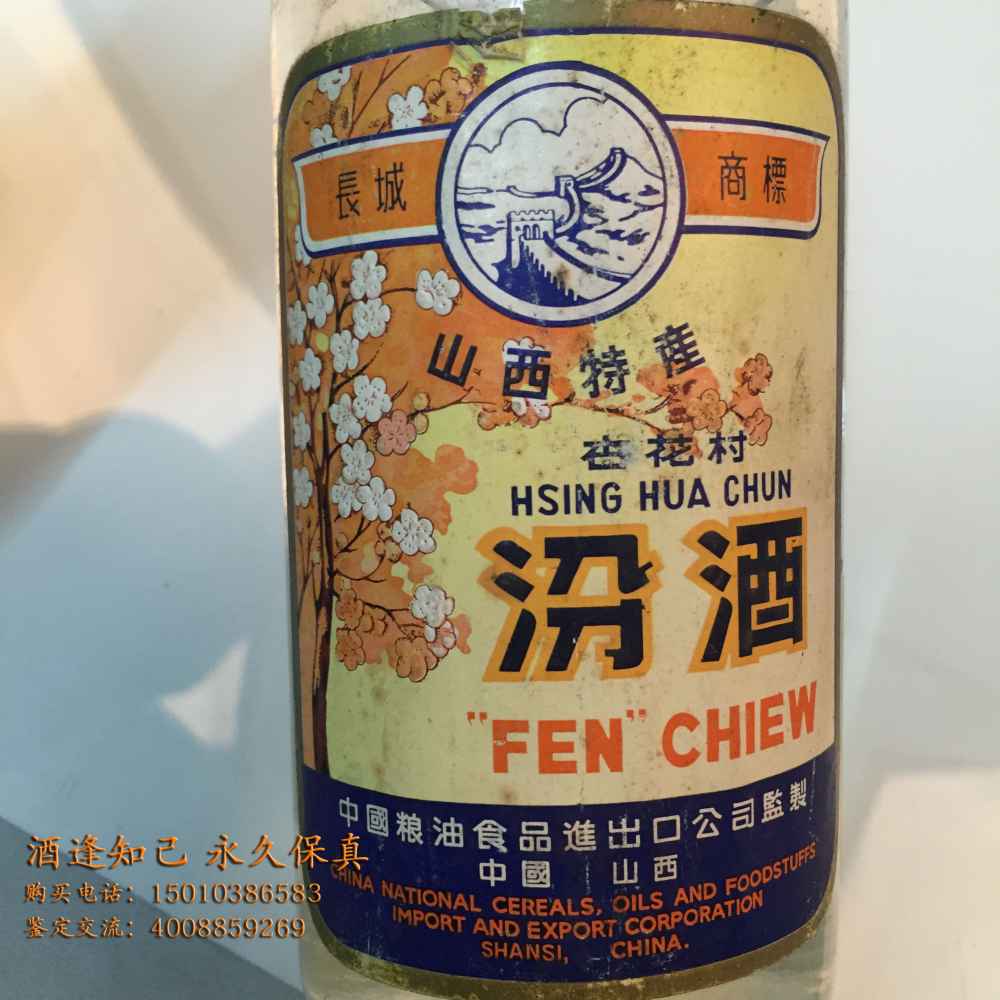 長城 商標
山西特產
杏花村
HSING HUA CHUN
汾酒
"FEN" CHIEW
中國粮油食品進出口公司監製
中國 山西
CHINA NATIONAL CEREALS, OILS AND FOODSTUFFS
IMPORT AND EXPORT CORPORATION
SHANSI, CHINA.
酒逢知己 永久保真
购买电话：15010386583
鉴定交流：4008859269